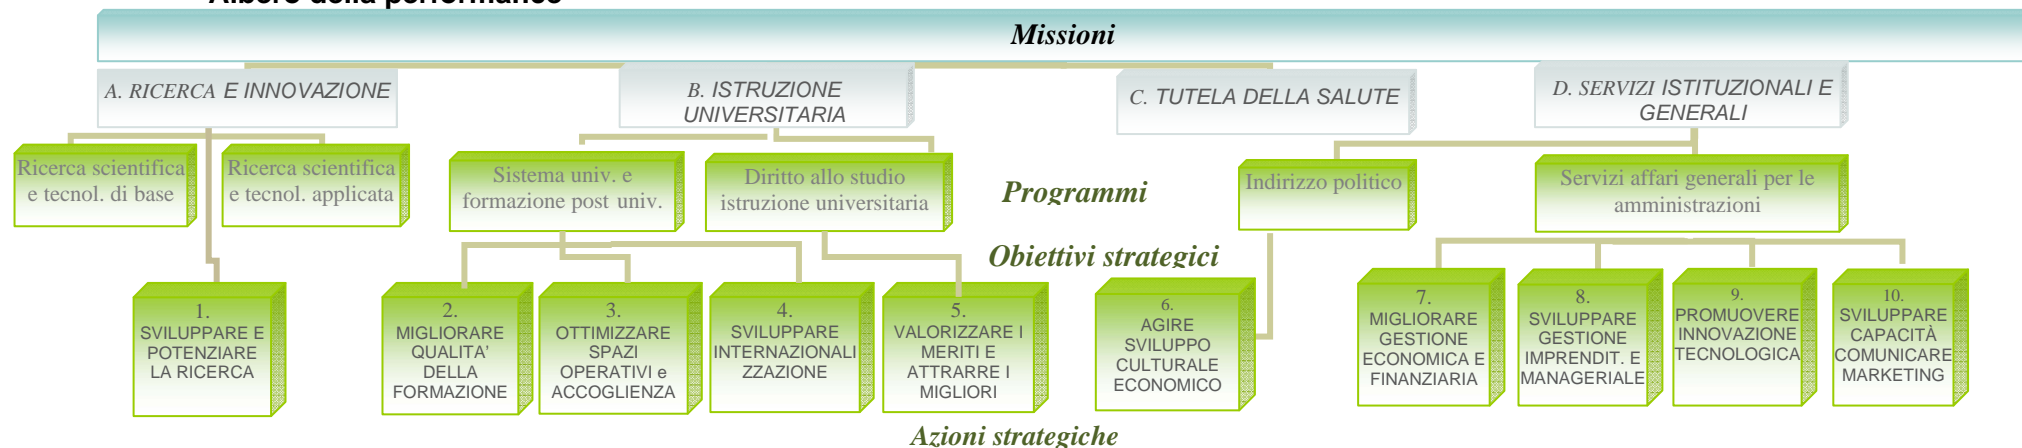 Albero della performance
Missioni
A. RICERCA E INNOVAZIONE
B. ISTRUZIONE
UNIVERSITARIA
C. TUTELA DELLA SALUTE
D. SERVIZI ISTITUZIONALI E
GENERALI
Ricerca scientifica
e tecnol. di base
Ricerca scientifica
e tecnol. applicata
Sistema univ. e
formazione post univ.
Diritto allo studio
istruzione universitaria
Programmi
Indirizzo politico
Servizi affari generali per le
amministrazioni
Obiettivi strategici
1.
SVILUPPARE E
POTENZIARE
LA RICERCA
2.
MIGLIORARE
QUALITA'
DELLA
FORMAZIONE
3.
OTTIMIZZARE
SPAZI
OPERATIVI e
ACCOGLIENZA
4.
SVILUPPARE
INTERNAZIONALI
ZZAZIONE
5.
VALORIZZARE I
MERITI E
ATTRARRE I
MIGLIORI
6.
AGIRE
SVILUPPO
CULTURALE
ECONOMICO
7.
MIGLIORARE
GESTIONE
ECONOMICA E
FINANZIARIA
8.
SVILUPPARE
GESTIONE
IMPRENDIT. E
MANAGERIALE
9.
PROMUOVERE
INNOVAZIONE
TECNOLOGICA
10.
SVILUPPARE
CAPACITÀ
COMUNICARE
MARKETING
Azioni strategiche